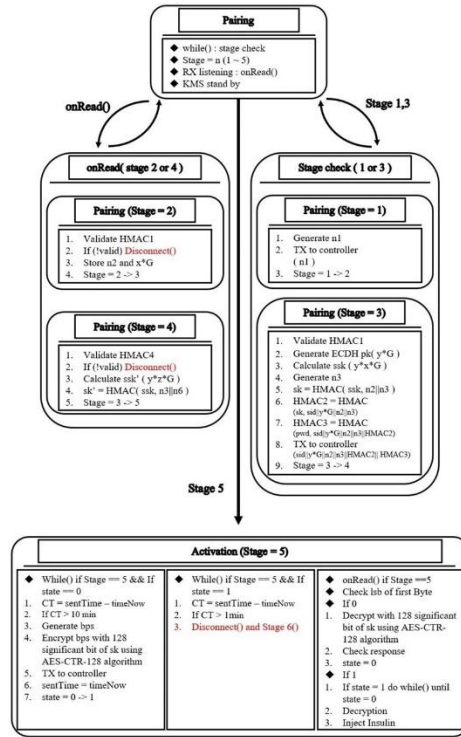 Pairing
◆ while() : stage check
◆ Stage = n (1 ~ 5)
◆ RX listening : onRead()
◆ KMS stand by
onRead()
Stage 1,3
onRead( stage 2 or 4 )
Pairing (Stage = 2)
1. Validate HMAC1
2. If (!valid) Disconnect()
3. Store n2 and x*G
4. Stage = 2 -> 3
Pairing (Stage = 4)
1. Validate HMAC4
2. If (!valid) Disconnect()
3. Calculate ssk' ( y*z*G )
4. sk' = HMAC( ssk, n3||n6)
5. Stage = 3 -> 5
Stage check ( 1 or 3 )
Pairing (Stage = 1)
1. Generate n1
2. TX to controller
( n1 )
3. Stage = 1 -> 2
Pairing (Stage = 3)
1. Validate HMAC1
2. Generate ECDH pk( y*G )
3. Calculate ssk ( y*x*G )
4. Generate n3
5. sk = HMAC( ssk, n2||n3 )
6. HMAC2 = HMAC
(sk, sid||y*G||n2||n3)
7. HMAC3 = HMAC
(pwd, sid||y*G||n2||n3||HMAC2)
8. TX to controller
(sid||y*G||n2||n3||HMAC2|| HMAC3)
9. Stage = 3 -> 4
Stage 5
Activation (Stage = 5)
◆ While() if Stage == 5 && If
state == 0
1. CT = sentTime – timeNow
2. If CT > 10 min
3. Generate bps
4. Encrypt bps with 128
significant bit of sk using
AES-CTR-128 algorithm
5. TX to controller
6. sentTime = timeNow
7. state = 0 -> 1
◆ While() if Stage == 5 && If
state == 1
1. CT = sentTime – timeNow
2. If CT > 1min
3. Disconnect() and Stage 6()
◆ onRead() if Stage ==5
◆ Check lsb of first Byte
◆ If 0
1. Decrypt with 128 significant
bit of sk using AES-CTR-
128 algorithm
2. Check response
3. state = 0
◆ If 1
1. If state = 1 do while() until
state = 0
2. Decryption
3. Inject Insulin